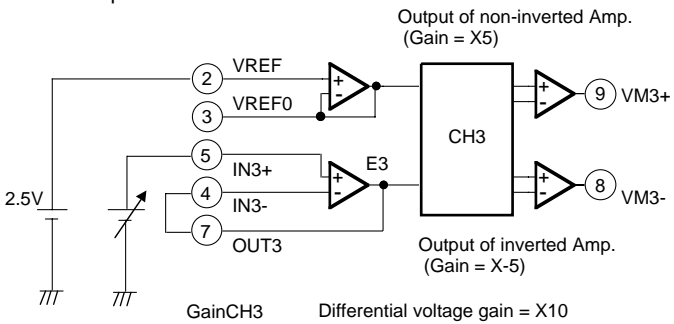 Output of non-inverted Amp.
(Gain = X5)
2 VREF
3 VREF0
+
-
+
-
9 VM3+
CH3
5 IN3+
E3
4 IN3-
+
-
7 OUT3
+
-
8 VM3-
2.5V
Output of inverted Amp.
(Gain = X-5)
GainCH3 Differential voltage gain = X10